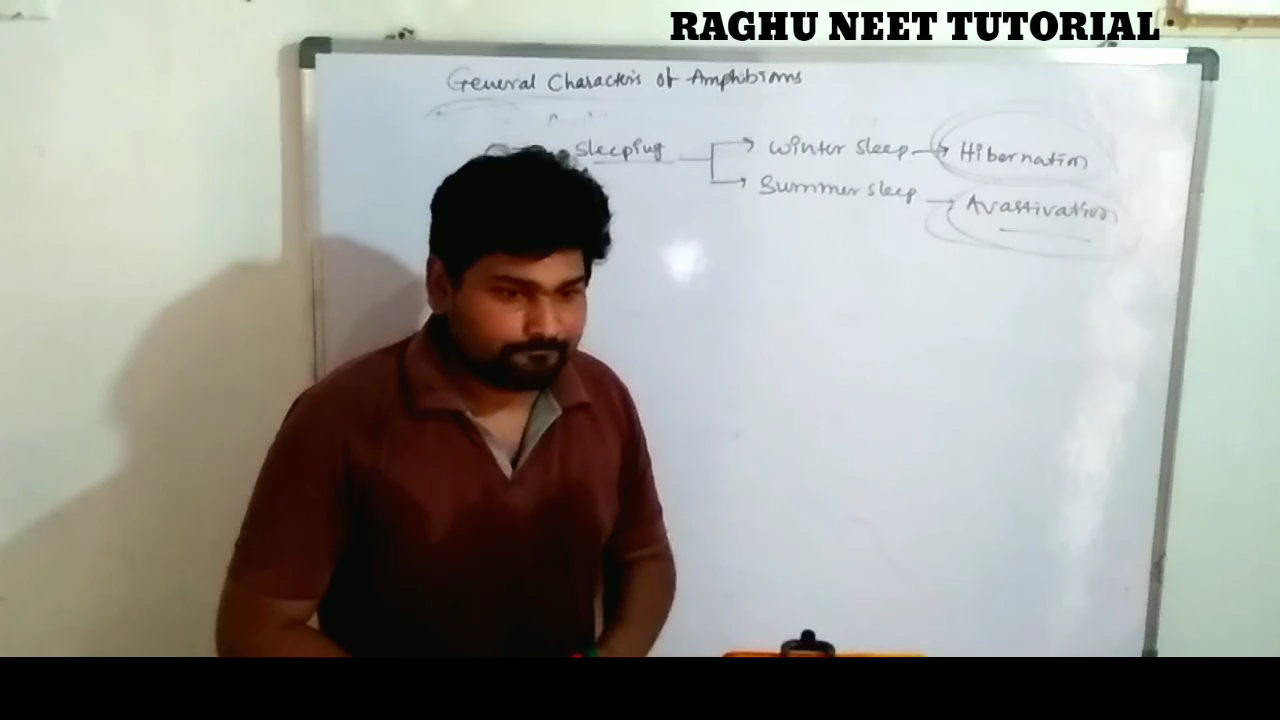 RAGHU NEET TUTORIAL
General Characters of Amphibians
Sleeping
Winter sleep → Hibernation
Summer sleep → Avastivation